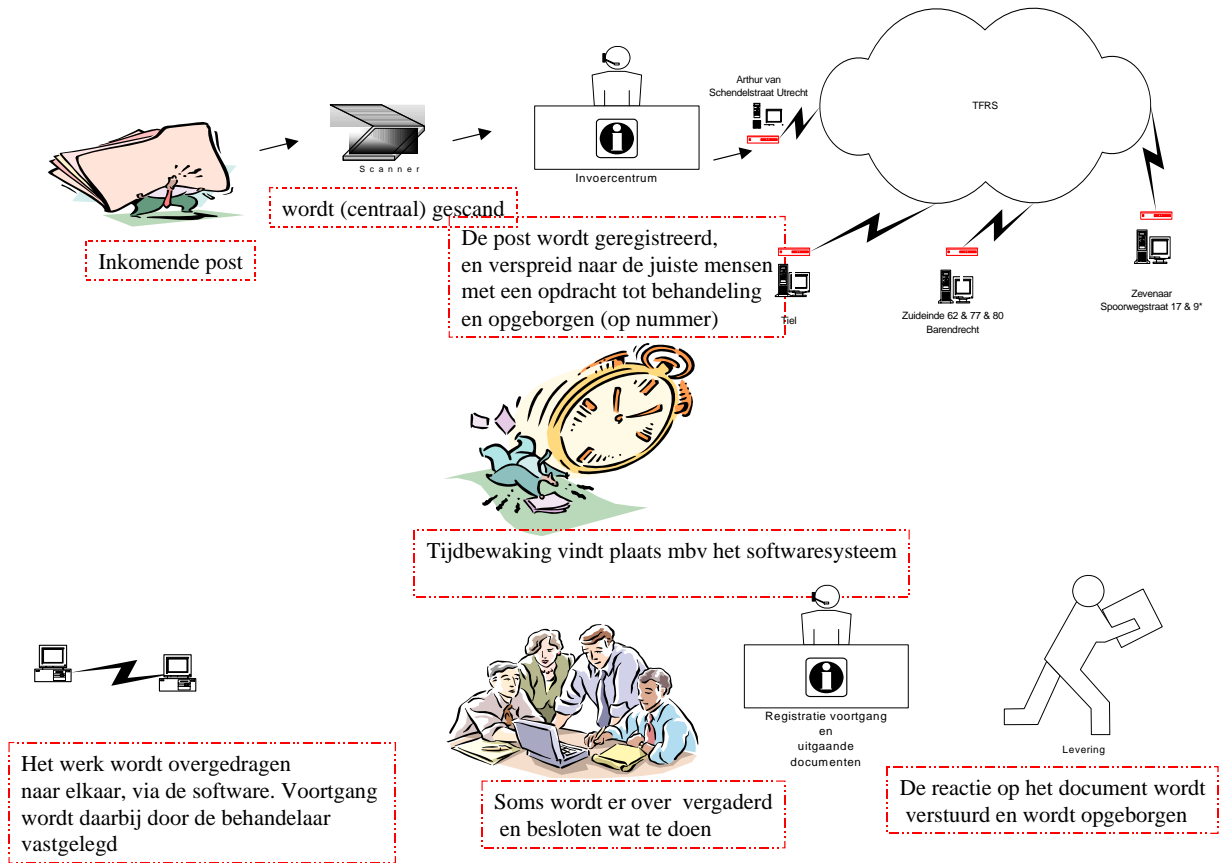 Arthur van
Schendelstraat Utrecht
TFRS
Scanner
Invoercentrum
wordt (centraal) gescand
Inkomende post
De post wordt geregistreerd,
en verspreid naar de juiste mensen
met een opdracht tot behandeling
en opgeborgen (op nummer)
Tiel
Zuideinde 62 & 77 & 80
Barendrecht
Zevenaar
Spoorwegstraat 17 & 9*
Tijdbewaking vindt plaats mbv het softwaresysteem
Het werk wordt overgedragen
naar elkaar, via de software. Voortgang
wordt daarbij door de behandelaar
vastgelegd
Soms wordt er over vergaderd
en besloten wat te doen
Registratie voortgang
en
uitgaande
documenten
Levering
De reactie op het document wordt
verstuurd en wordt opgeborgen